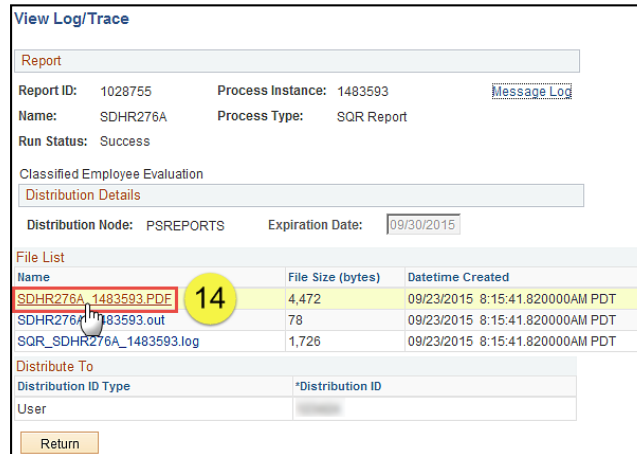 View Log/Trace
Report
Report ID: 1028755 Process Instance: 1483593 Message Log
Name: SDHR276A Process Type: SQR Report
Run Status: Success
Classified Employee Evaluation
Distribution Details
Distribution Node: PSREPORTS Expiration Date: 09/30/2015
File List
Name File Size (bytes) Datetime Created
SDHR276A_1483593.PDF 14 4,472 09/23/2015 8:15:41.820000AM PDT
SDHR276A_1483593.out 78 09/23/2015 8:15:41.820000AM PDT
SQR_SDHR276A_1483593.log 1,726 09/23/2015 8:15:41.820000AM PDT
Distribute To
Distribution ID Type *Distribution ID
User
Return